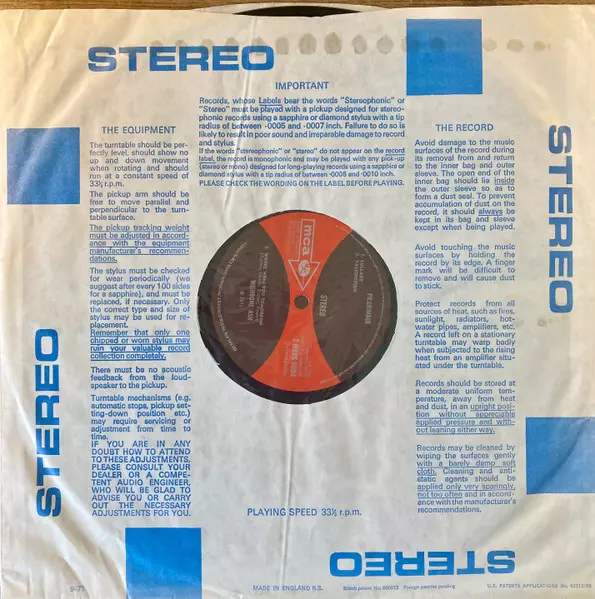 STEREO
IMPORTANT
Records, whose Labels bear the words "Stereophonic" or
"Stereo" must be played with a pickup designed for stereo-
phonic records using a sapphire or diamond stylus with a tip
radius of between ·0005 and ·0007 inch. Failure to do so is
likely to result in poor sound and irreparable damage to record
and stylus.
If the words "stereophonic" or "stereo" do not appear on the record
label, the record is monophonic and may be played with any pick-up
(stereo or mono) designed for long-playing records using a sapphire or
diamond stylus with a tip radius of between ·0005 and ·0010 inch.
PLEASE CHECK THE WORDING ON THE LABEL BEFORE PLAYING.
THE EQUIPMENT
The turntable should be per-
fectly level, should show no
up and down movement
when rotating and should
run at a constant speed of
33⅓ r.p.m.
The pickup arm should be
free to move parallel and
perpendicular to the turn-
table surface.
The pickup tracking weight
must be adjusted in accord-
ance with the equipment
manufacturer's recommen-
dations.
The stylus must be checked
for wear periodically (we
suggest after every 100 sides
for a sapphire), and must be
replaced, if necessary. Only
the correct type and size of
stylus may be used for re-
placement.
Remember that only one
chipped or worn stylus may
ruin your valuable record
collection completely.
There must be no acoustic
feedback from the loud-
speaker to the pickup.
Turntable mechanisms (e.g.
automatic stops, pickup set-
ting-down position etc.)
may require servicing or
adjustment from time to
time.
IF YOU ARE IN ANY
DOUBT HOW TO ATTEND
TO THESE ADJUSTMENTS,
PLEASE CONSULT YOUR
DEALER OR A COMPE-
TENT AUDIO ENGINEER,
WHO WILL BE GLAD TO
ADVISE YOU OR CARRY
OUT THE NECESSARY
ADJUSTMENTS FOR YOU.
THE RECORD
Avoid damage to the music
surfaces of the record during
its removal from and return
to the inner bag and outer
sleeve. The open end of the
inner bag should lie inside
the outer sleeve so as to
form a dust seal. To prevent
accumulation of dust on the
record, it should always be
kept in its bag and sleeve
except when being played.
Avoid touching the music
surfaces by holding the
record by its edge. A finger
mark will be difficult to
remove and will cause dust
to stick.
Protect records from all
sources of heat, such as fires,
sunlight, radiators, hot-
water pipes, amplifiers, etc.
A record left on a stationary
turntable may warp badly
when subjected to the rising
heat from an amplifier situ-
ated under the turntable.
Records should be stored at
a moderate uniform tem-
perature, away from heat
and dust, in an upright posi-
tion without appreciable
applied pressure and with-
out leaning either way.
Records may be cleaned by
wiping the surfaces gently
with a barely damp soft
cloth. Cleaning and anti-
static agents should be
applied only very sparingly,
not too often and in accord-
ance with the manufacturer's
recommendations.
STEREO
STEREO
mca
STEREO
PLAYING SPEED 33⅓ r.p.m.
STEREO
9-71
MADE IN ENGLAND R.S.